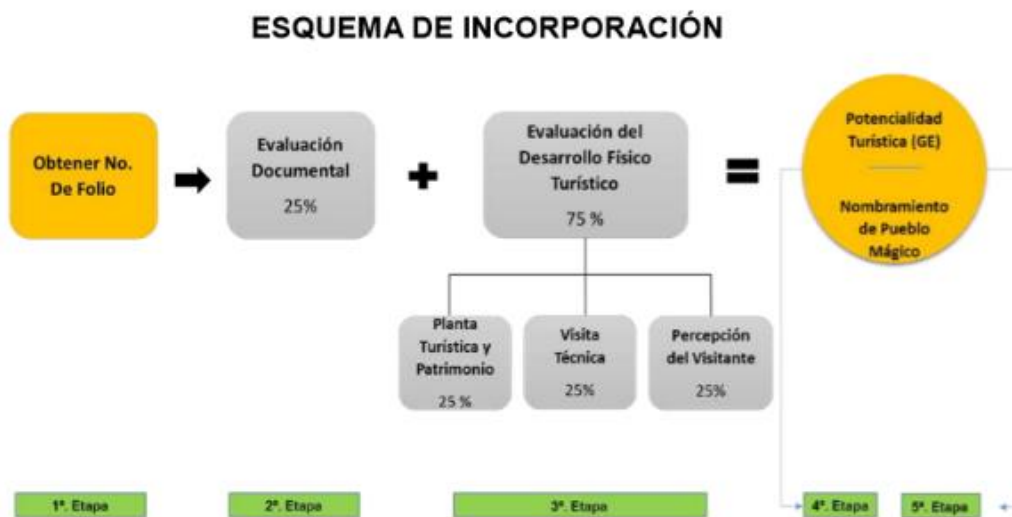 ESQUEMA DE INCORPORACIÓN
Obtener No.
De Folio
Evaluación
Documental
25%
Evaluación del
Desarrollo Físico
Turístico
75 %
Potencialidad
Turística (GE)
Nombramiento
de Pueblo
Mágico
Planta
Turística y
Patrimonio
25 %
Visita
Técnica
25%
Percepción
del Visitante
25%
1ª. Etapa
2ª. Etapa
3ª. Etapa
4ª. Etapa
5ª. Etapa